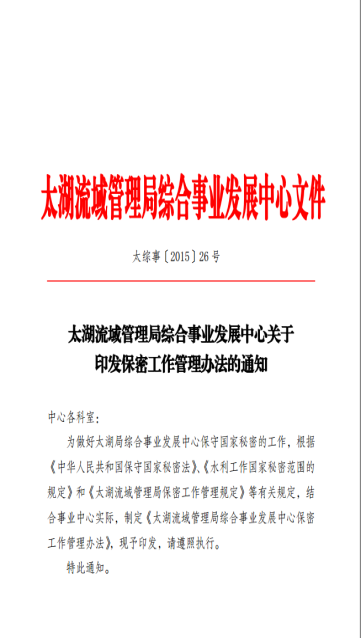 太湖流域管理局综合事业发展中心文件
太综事〔2015〕26 号
太湖流域管理局综合事业发展中心关于
印发保密工作管理办法的通知
中心各科室：
为做好太湖局综合事业发展中心保守国家秘密的工作，根据
《中华人民共和国保守国家秘密法》、《水利工作国家秘密范围的
规定》和《太湖流域管理局保密工作管理规定》等有关规定，结
合事业中心实际，制定《太湖流域管理局综合事业发展中心保密
工作管理办法》，现予印发，请遵照执行。
特此通知。